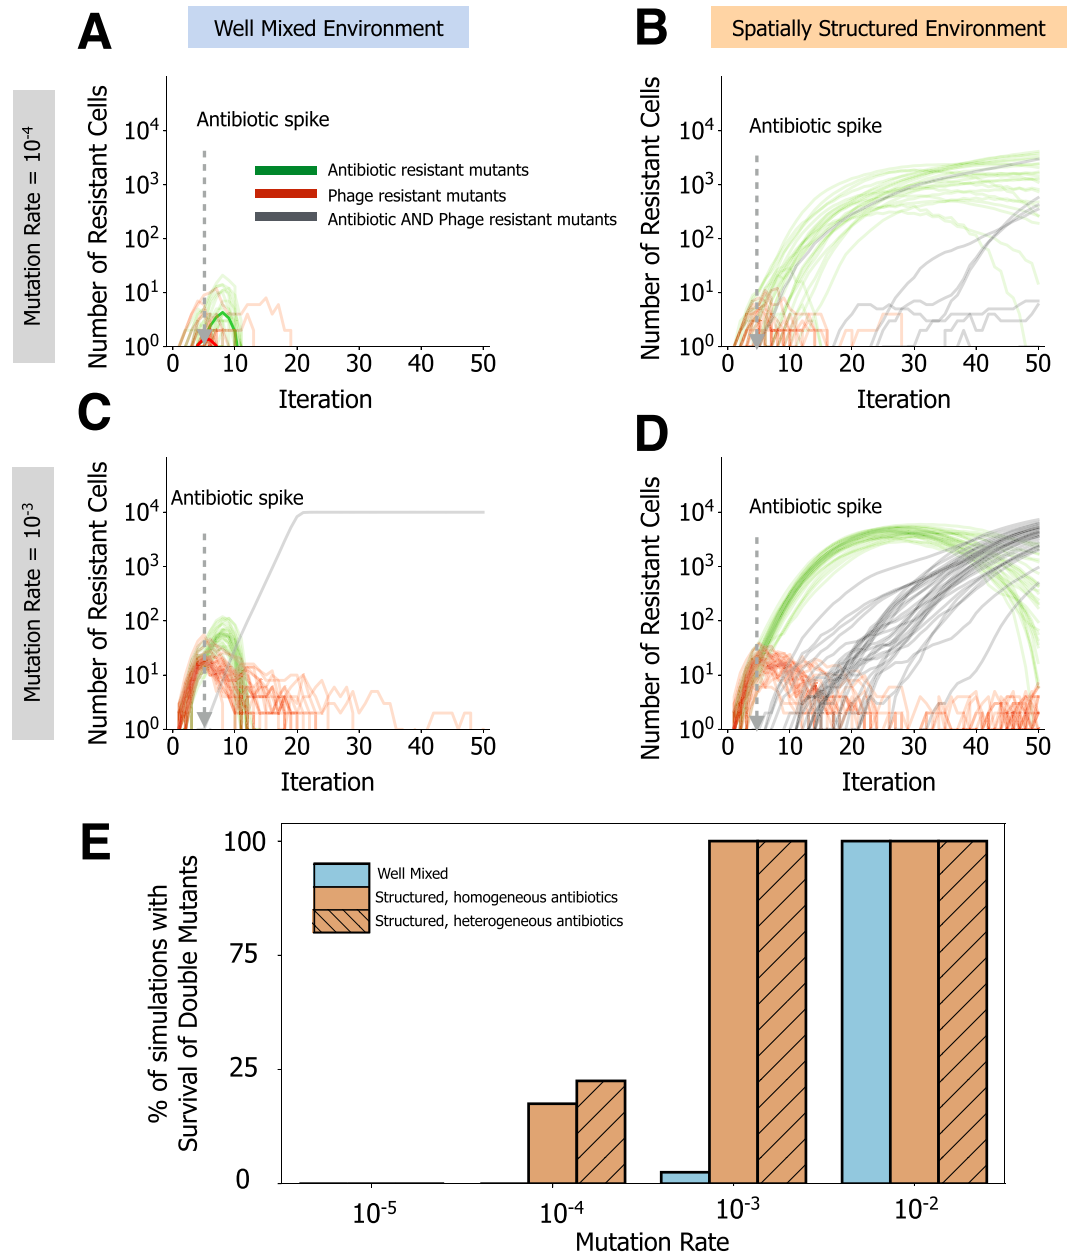 A
Well Mixed Environment
B
Spatially Structured Environment
Mutation Rate = 10-4
Number of Resistant Cells
Antibiotic spike
Antibiotic resistant mutants
Phage resistant mutants
Antibiotic AND Phage resistant mutants
104
103
102
101
100
0 10 20 30 40 50
Iteration
Number of Resistant Cells
Antibiotic spike
104
103
102
101
100
0 10 20 30 40 50
Iteration
C
D
Mutation Rate = 10-3
Number of Resistant Cells
Antibiotic spike
104
103
102
101
100
0 10 20 30 40 50
Iteration
Number of Resistant Cells
Antibiotic spike
104
103
102
101
100
0 10 20 30 40 50
Iteration
E
% of simulations with
Survival of Double Mutants
100
75
25
0
Well Mixed
Structured, homogeneous antibiotics
Structured, heterogeneous antibiotics
10-5 10-4 10-3 10-2
Mutation Rate